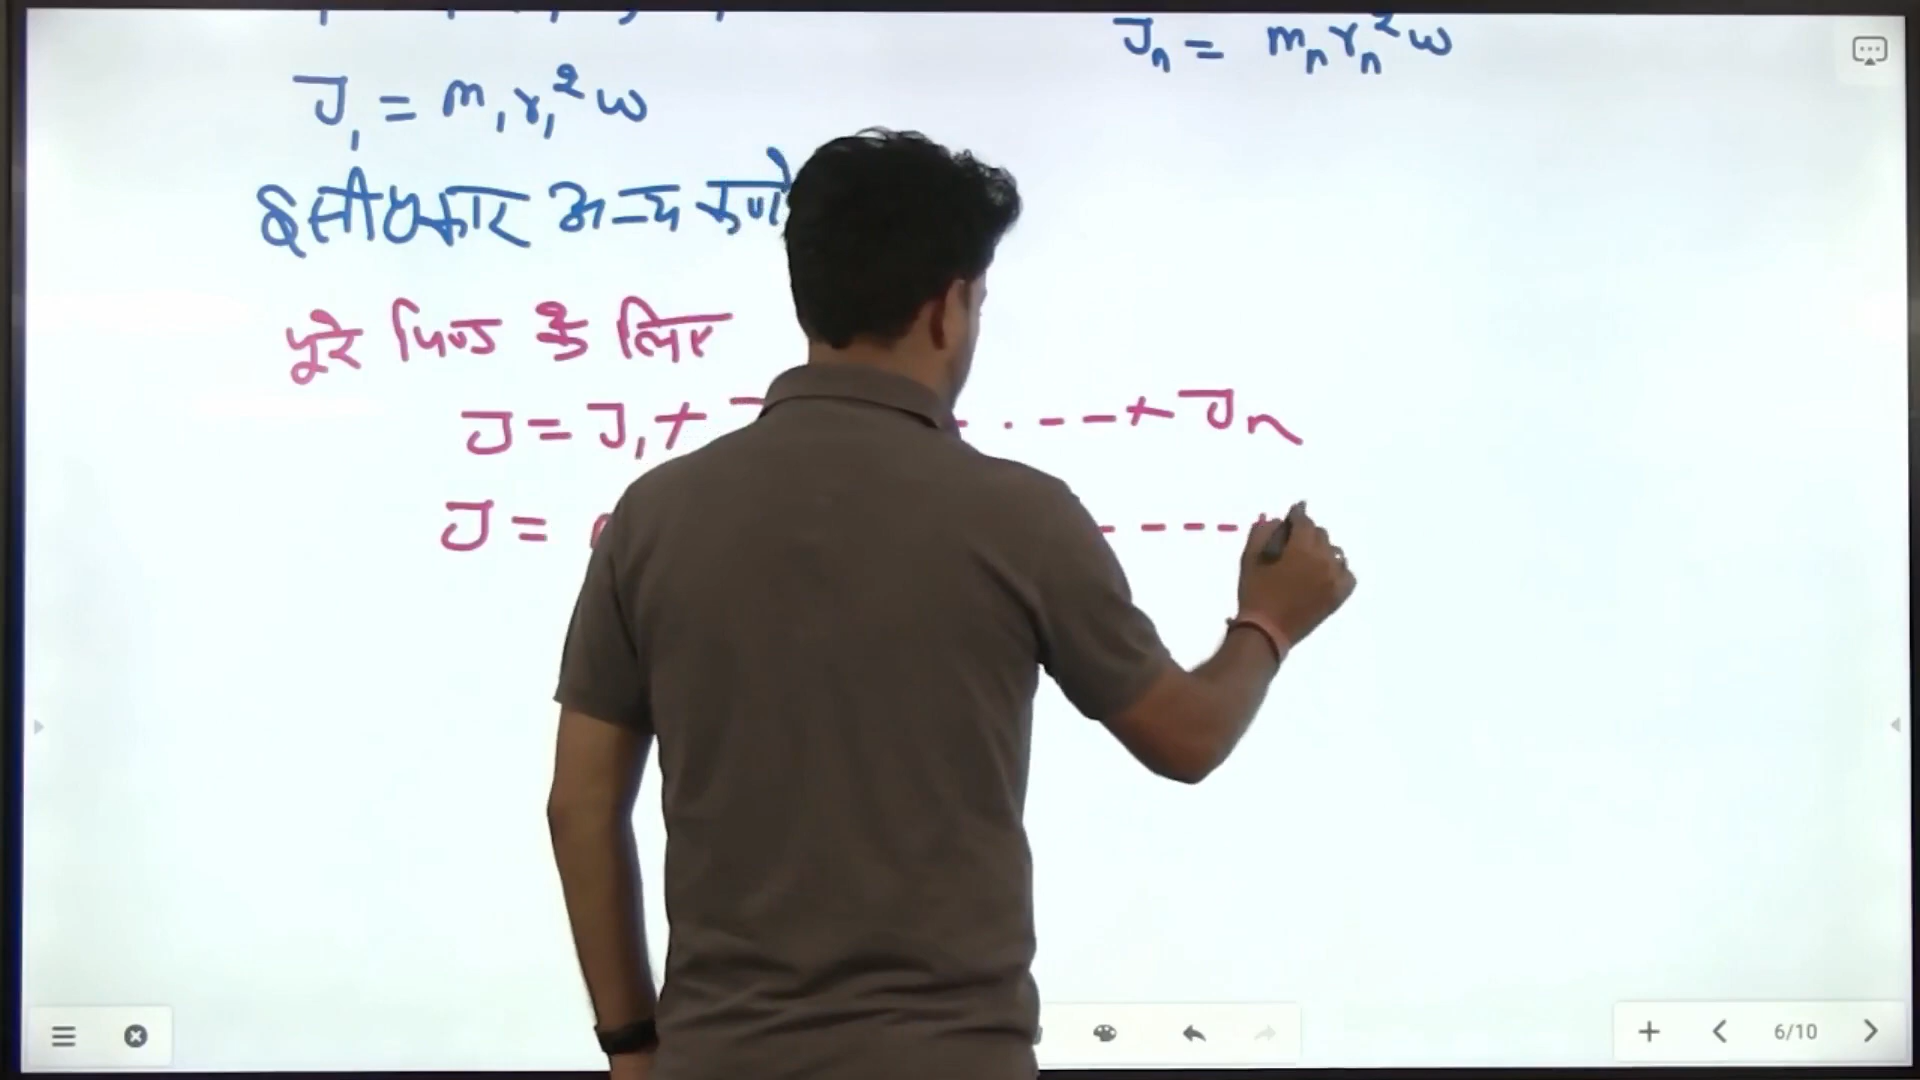 J₁ = m₁r₁²ω
Jₙ = mₙrₙ²ω
इसी प्रकार अन्य कणों
पूरे पिण्ड के लिए
J = J₁ + ----+ Jₙ
J = -----
6/10